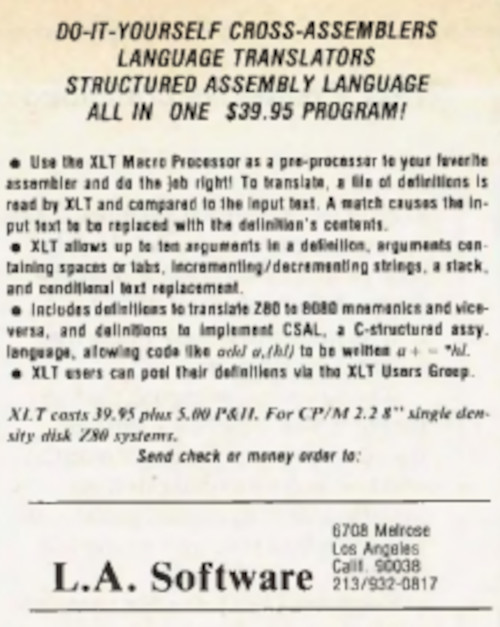 DO-IT-YOURSELF CROSS-ASSEMBLERS
LANGUAGE TRANSLATORS
STRUCTURED ASSEMBLY LANGUAGE
ALL IN ONE $39.95 PROGRAM!
● Use the XLT Macro Processor as a pre-processor to your favorite
assembler and do the job right! To translate, a file of definitions is
read by XLT and compared to the input text. A match causes the in-
put text to be replaced with the definition's contents.
● XLT allows up to ten arguments in a definition, arguments con-
taining spaces or tabs, incrementing/decrementing strings, a stack,
and conditional text replacement.
● Includes definitions to translate Z80 to 8080 mnemonics and vice-
versa, and definitions to implement CSAL, a C-structured assy.
language, allowing code like add a,(hl) to be written a + = *hl.
● XLT users can pool their definitions via the XLT Users Group.
XLT costs 39.95 plus 5.00 P&H. For CP/M 2.2 8" single den-
sity disk Z80 systems.
Send check or money order to:
L.A. Software
6708 Melrose
Los Angeles
Calif. 90038
213/932-0817